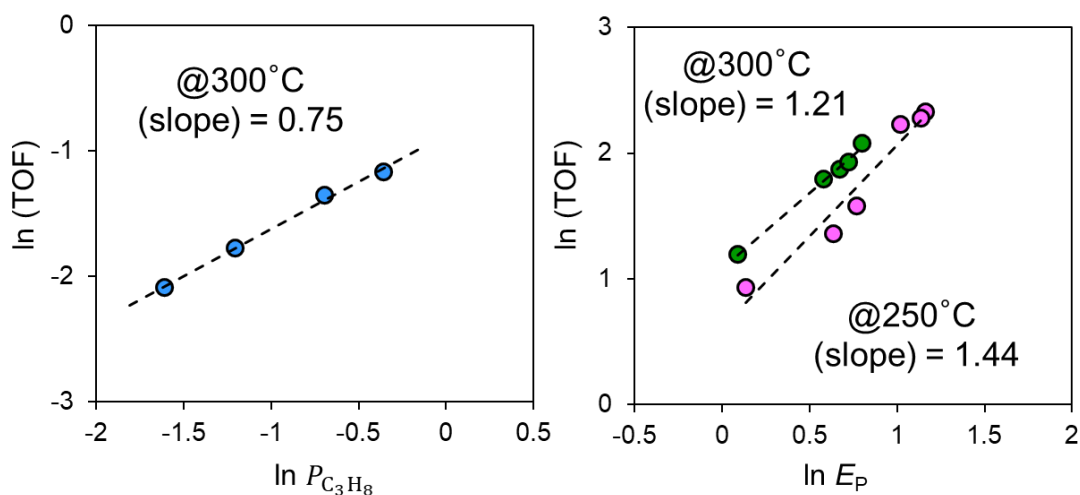 0
-1
-2
-3
-2
-1.5
-1
-0.5
0
0.5
ln (TOF)
ln P_C₃H₈
@300˚C
(slope) = 0.75
3
2
1
0
-0.5
0
0.5
1
1.5
2
ln (TOF)
ln E_P
@300˚C
(slope) = 1.21
@250˚C
(slope) = 1.44